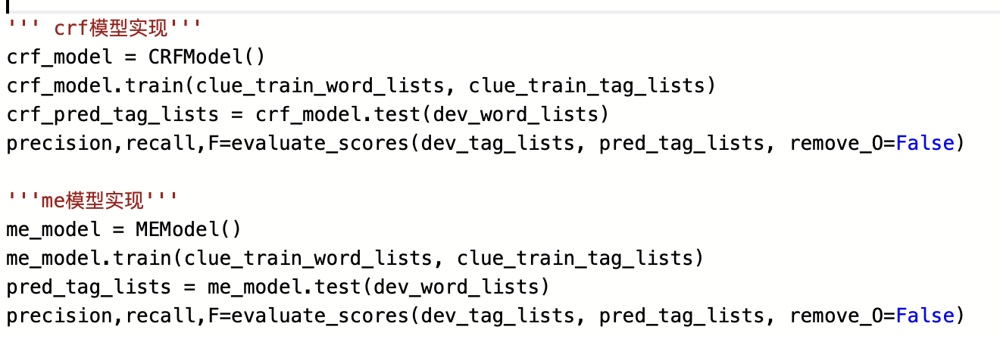 ''' crf模型实现'''
crf_model = CRFModel()
crf_model.train(clue_train_word_lists, clue_train_tag_lists)
crf_pred_tag_lists = crf_model.test(dev_word_lists)
precision,recall,F=evaluate_scores(dev_tag_lists, pred_tag_lists, remove_O=False)
'''me模型实现'''
me_model = MEModel()
me_model.train(clue_train_word_lists, clue_train_tag_lists)
pred_tag_lists = me_model.test(dev_word_lists)
precision,recall,F=evaluate_scores(dev_tag_lists, pred_tag_lists, remove_O=False)